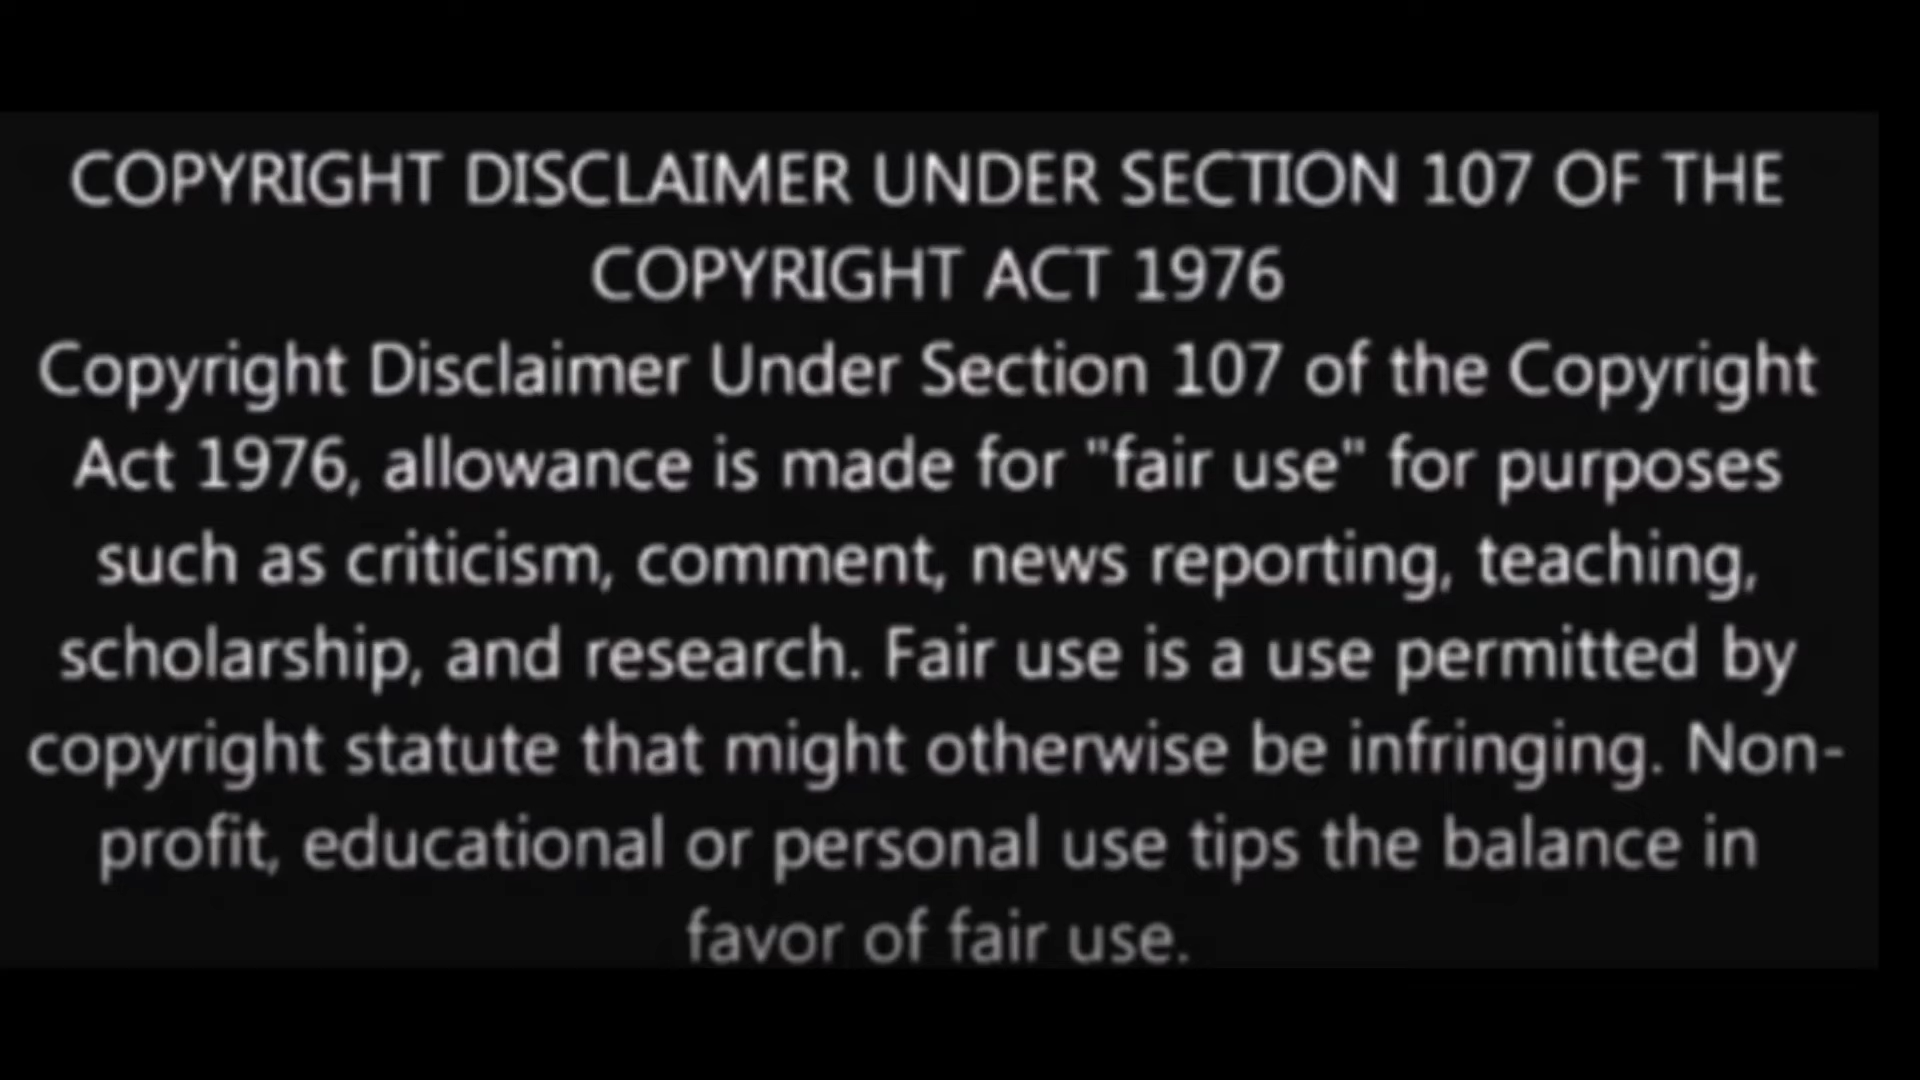 COPYRIGHT DISCLAIMER UNDER SECTION 107 OF THE
COPYRIGHT ACT 1976
Copyright Disclaimer Under Section 107 of the Copyright
Act 1976, allowance is made for "fair use" for purposes
such as criticism, comment, news reporting, teaching,
scholarship, and research. Fair use is a use permitted by
copyright statute that might otherwise be infringing. Non-
profit, educational or personal use tips the balance in
favor of fair use.